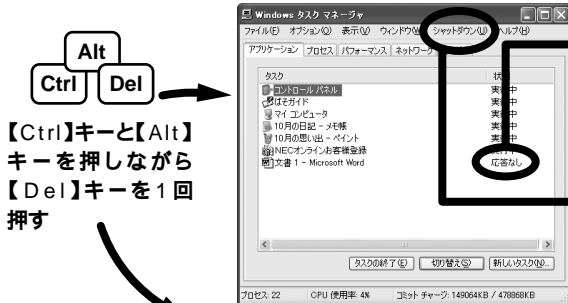 Alt
Ctrl Del
【Ctrl】キーと【Alt】
キーを押しながら
【Del】キーを1回
押す
Windows タスク マネージャ
ファイル(F) オプション(O) 表示(V) ウィンドウ(W) シャットダウン(U) ヘルプ(H)
アプリケーション プロセス パフォーマンス ネットワーク
タスク
コントロール パネル
ぱそガイド
マイ コンピュータ
10月の日記 - メモ帳
10月の思い出 - ペイント
NECオンラインお客様登録
文書 1 - Microsoft Word
応答なし
タスクの終了(E) 切り替え(S) 新しいタスク(N)...
プロセス: 22 CPU 使用率: 4% コミット チャージ: 149064KB / 478868KB